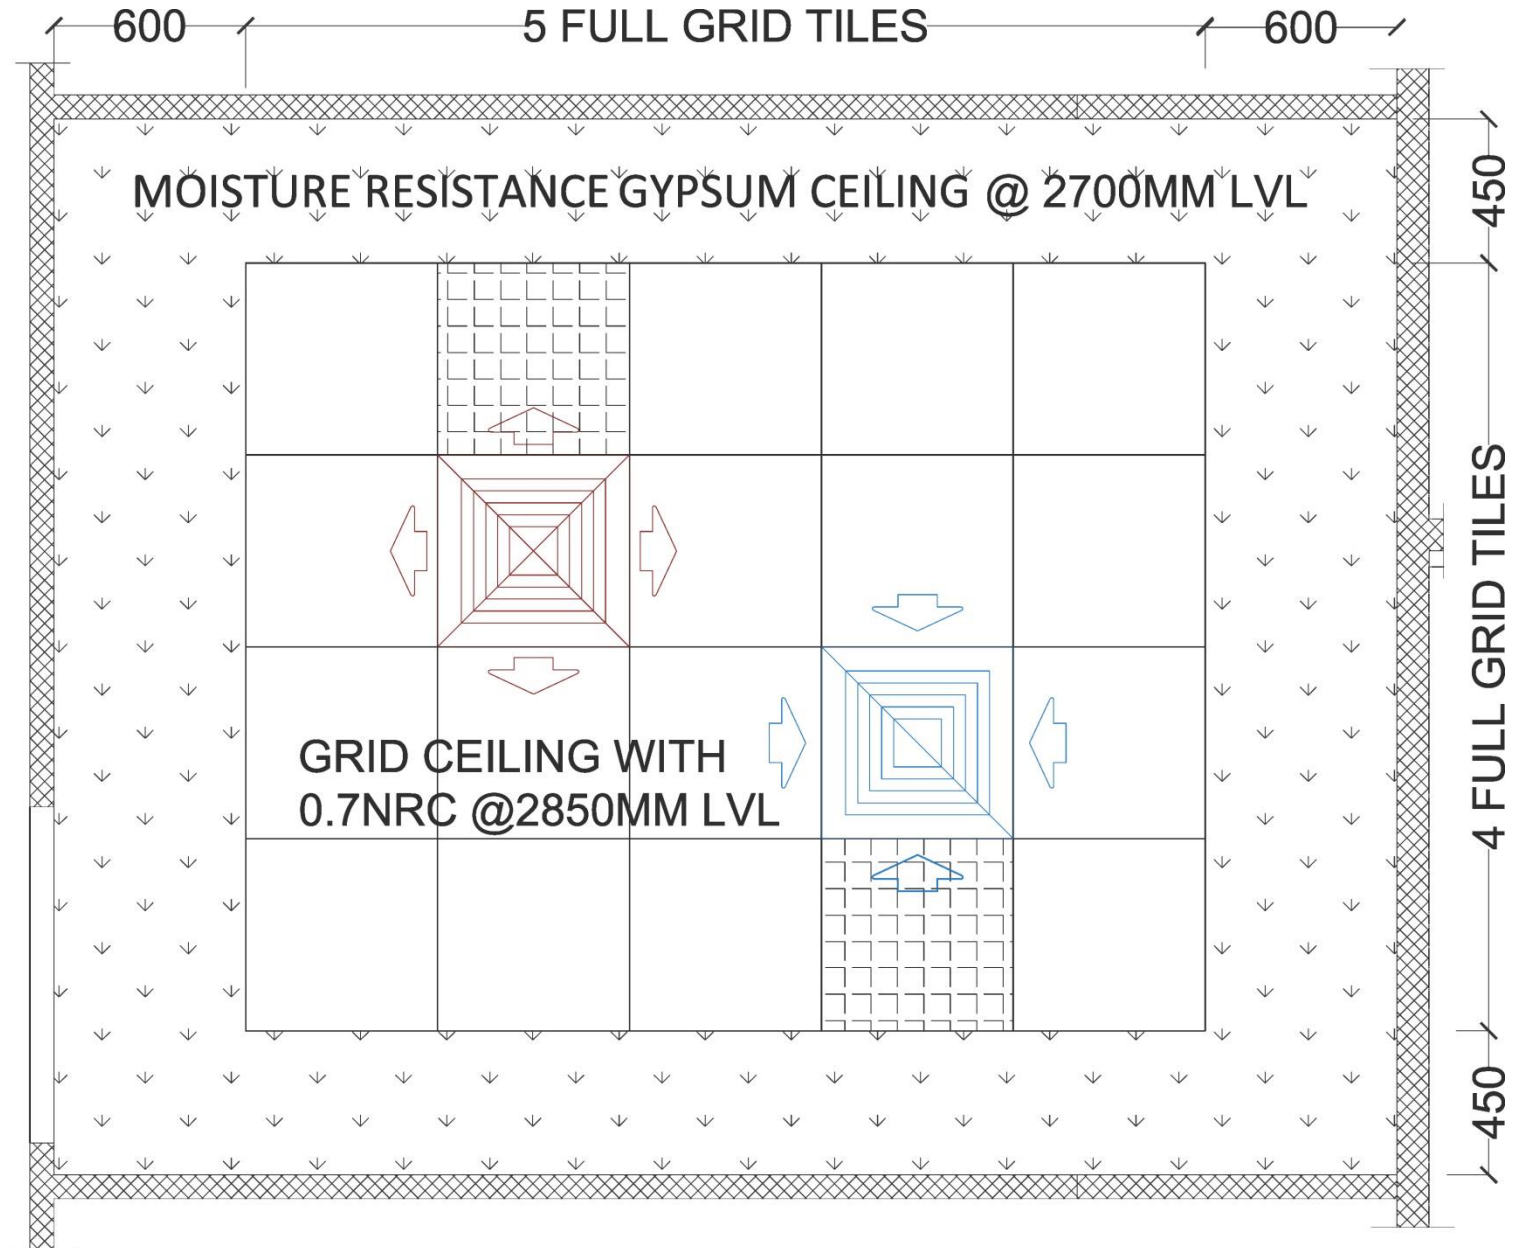 600
5 FULL GRID TILES
600
450
MOISTURE RESISTANCE GYPSUM CEILING @ 2700MM LVL
4 FULL GRID TILES
GRID CEILING WITH
0.7NRC @2850MM LVL
450